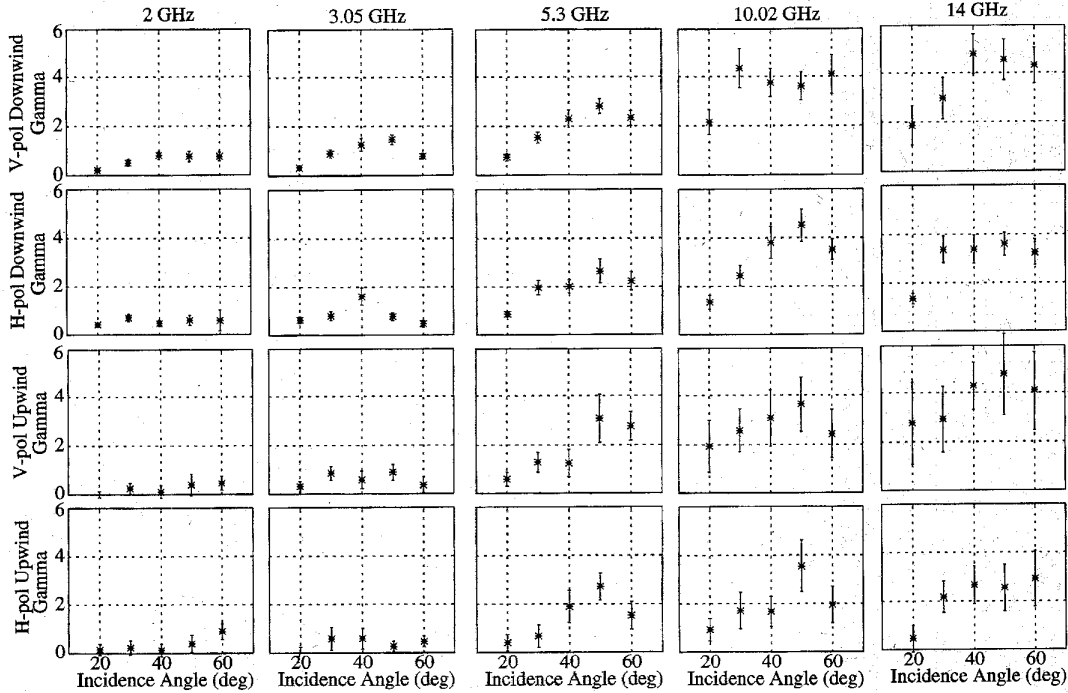 2 GHz 3.05 GHz 5.3 GHz 10.02 GHz 14 GHz
V-pol Downwind
Gamma
6
4
2
0
H-pol Downwind
Gamma
6
4
2
0
V-pol Upwind
Gamma
6
4
2
0
H-pol Upwind
Gamma
6
4
2
0
20 40 60 20 40 60 20 40 60 20 40 60 20 40 60
Incidence Angle (deg) Incidence Angle (deg) Incidence Angle (deg) Incidence Angle (deg) Incidence Angle (deg)